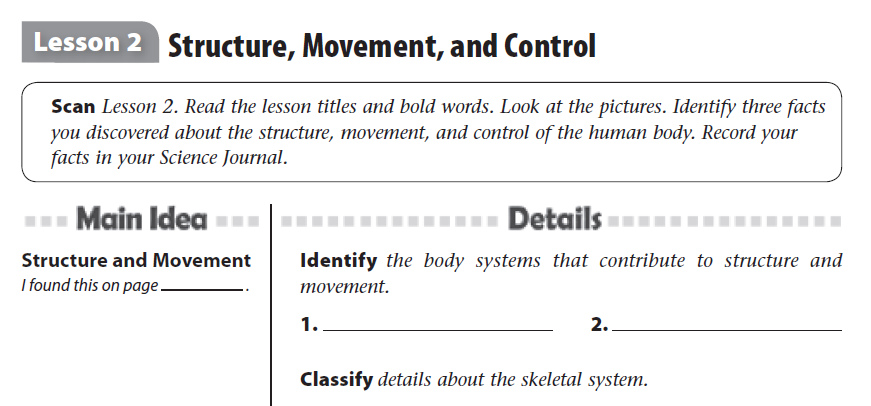 Lesson 2 Structure, Movement, and Control
Scan Lesson 2. Read the lesson titles and bold words. Look at the pictures. Identify three facts
you discovered about the structure, movement, and control of the human body. Record your
facts in your Science Journal.
Main Idea
Details
Structure and Movement
I found this on page ________.
Identify the body systems that contribute to structure and
movement.
1. ____________________ 2. ____________________
Classify details about the skeletal system.